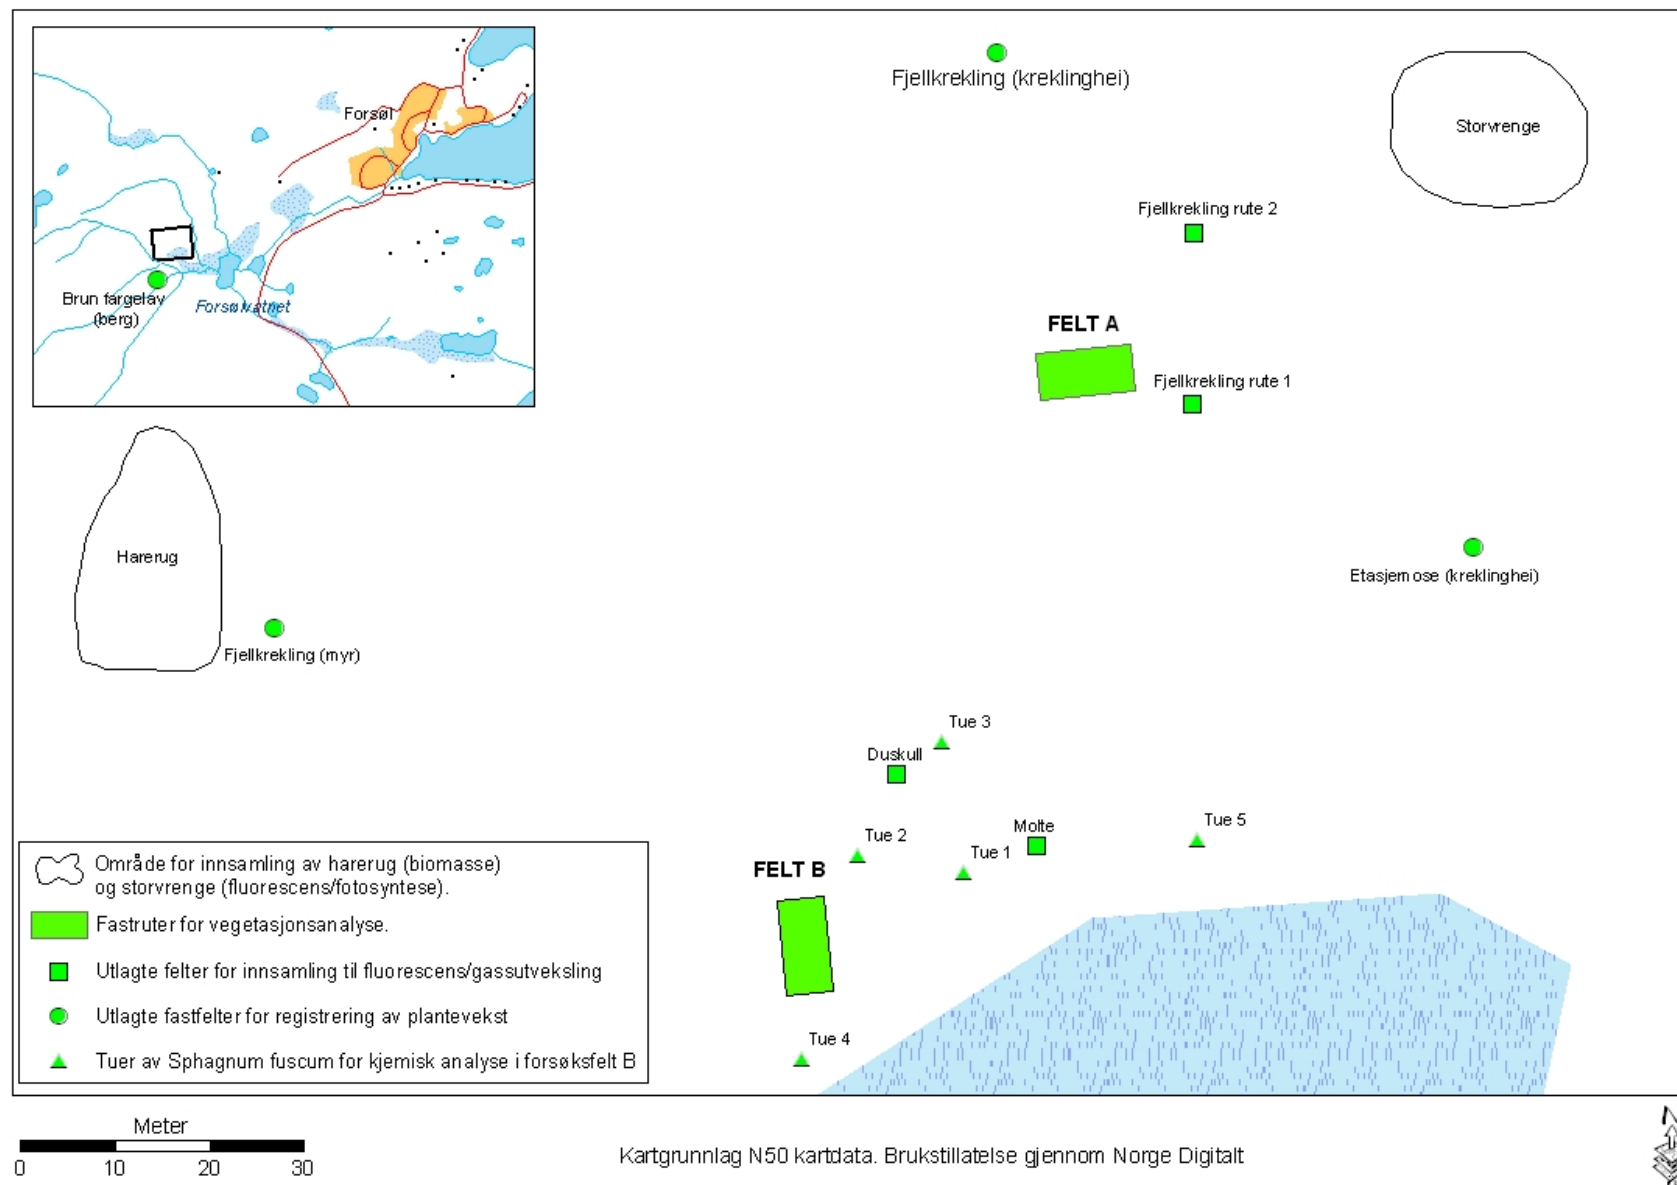 Fjellkrekling (kreklinghei)
Storvrenge
Forsøl
Brun fargelav
(berg)
Forsølvatnet
Fjellkrekling rute 2
FELT A
Fjellkrekling rute 1
Harerug
Etasjemose (kreklinghei)
Fjellkrekling (myr)
Tue 3
Duskull
Tue 2
Molte
Tue 5
Tue 1
FELT B
Tue 4
Område for innsamling av harerug (biomasse)
og storvrenge (fluorescens/fotosyntese).
Fastruter for vegetasjonsanalyse.
Utlagte felter for innsamling til fluorescens/gassutveksling
Utlagte fastfelter for registrering av plantevekst
Tuer av Sphagnum fuscum for kjemisk analyse i forsøksfelt B
Meter
0 10 20 30
Kartgrunnlag N50 kartdata. Brukstillatelse gjennom Norge Digitalt
N